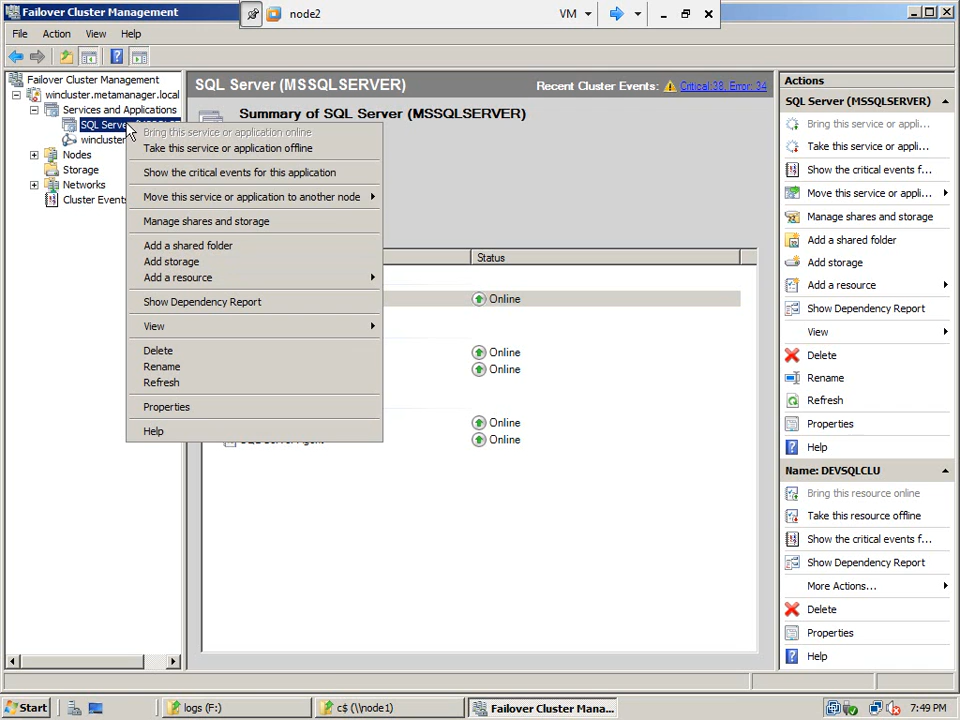 Failover Cluster Management
node2
VM
File Action View Help
Failover Cluster Management
wincluster.metamanager.local
Services and Applications
SQL Serve
wincluster
Nodes
Storage
Networks
Cluster Events
Bring this service or application online
Take this service or application offline
Show the critical events for this application
Move this service or application to another node
Manage shares and storage
Add a shared folder
Add storage
Add a resource
Show Dependency Report
View
Delete
Rename
Refresh
Properties
Help
SQL Server (MSSQLSERVER)
Recent Cluster Events: Critical:38, Error: 34
Summary of SQL Server (MSSQLSERVER)
Status
Online
Online
Online
Online
Online
Actions
SQL Server (MSSQLSERVER)
Bring this service or appli...
Take this service or appli...
Show the critical events f...
Move this service or appli...
Manage shares and storage
Add a shared folder
Add storage
Add a resource
Show Dependency Report
View
Delete
Rename
Refresh
Properties
Help
Name: DEVSQLCLU
Bring this resource online
Take this resource offline
Show the critical events f...
Show Dependency Report
More Actions...
Delete
Properties
Help
Start
logs (F:)
c$ (\\node1)
Failover Cluster Mana...
7:49 PM